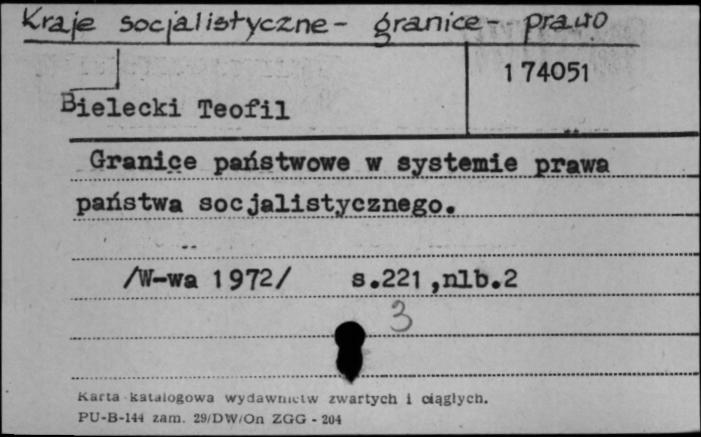 Kraje socjalistyczne - granice - prawo
174051
Bielecki Teofil
Granice państwowe w systemie prawa
państwa socjalistycznego.
/W-wa 1972/ s.221,nlb.2
3
Karta katalogowa wydawnictw zwartych i ciągłych.
PU-B-144 zam. 29/DW/On ZGG - 204